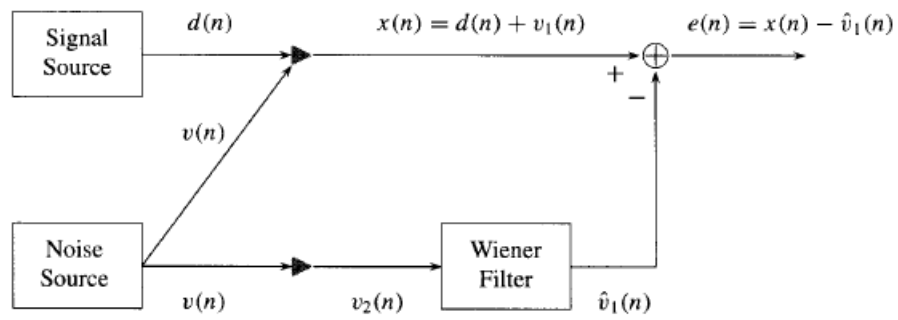 d(n)
x(n) = d(n) + v₁(n)
e(n) = x(n) − v̂₁(n)
Signal
Source
+
−
v(n)
Noise
Source
Wiener
Filter
v(n)
v₂(n)
v̂₁(n)